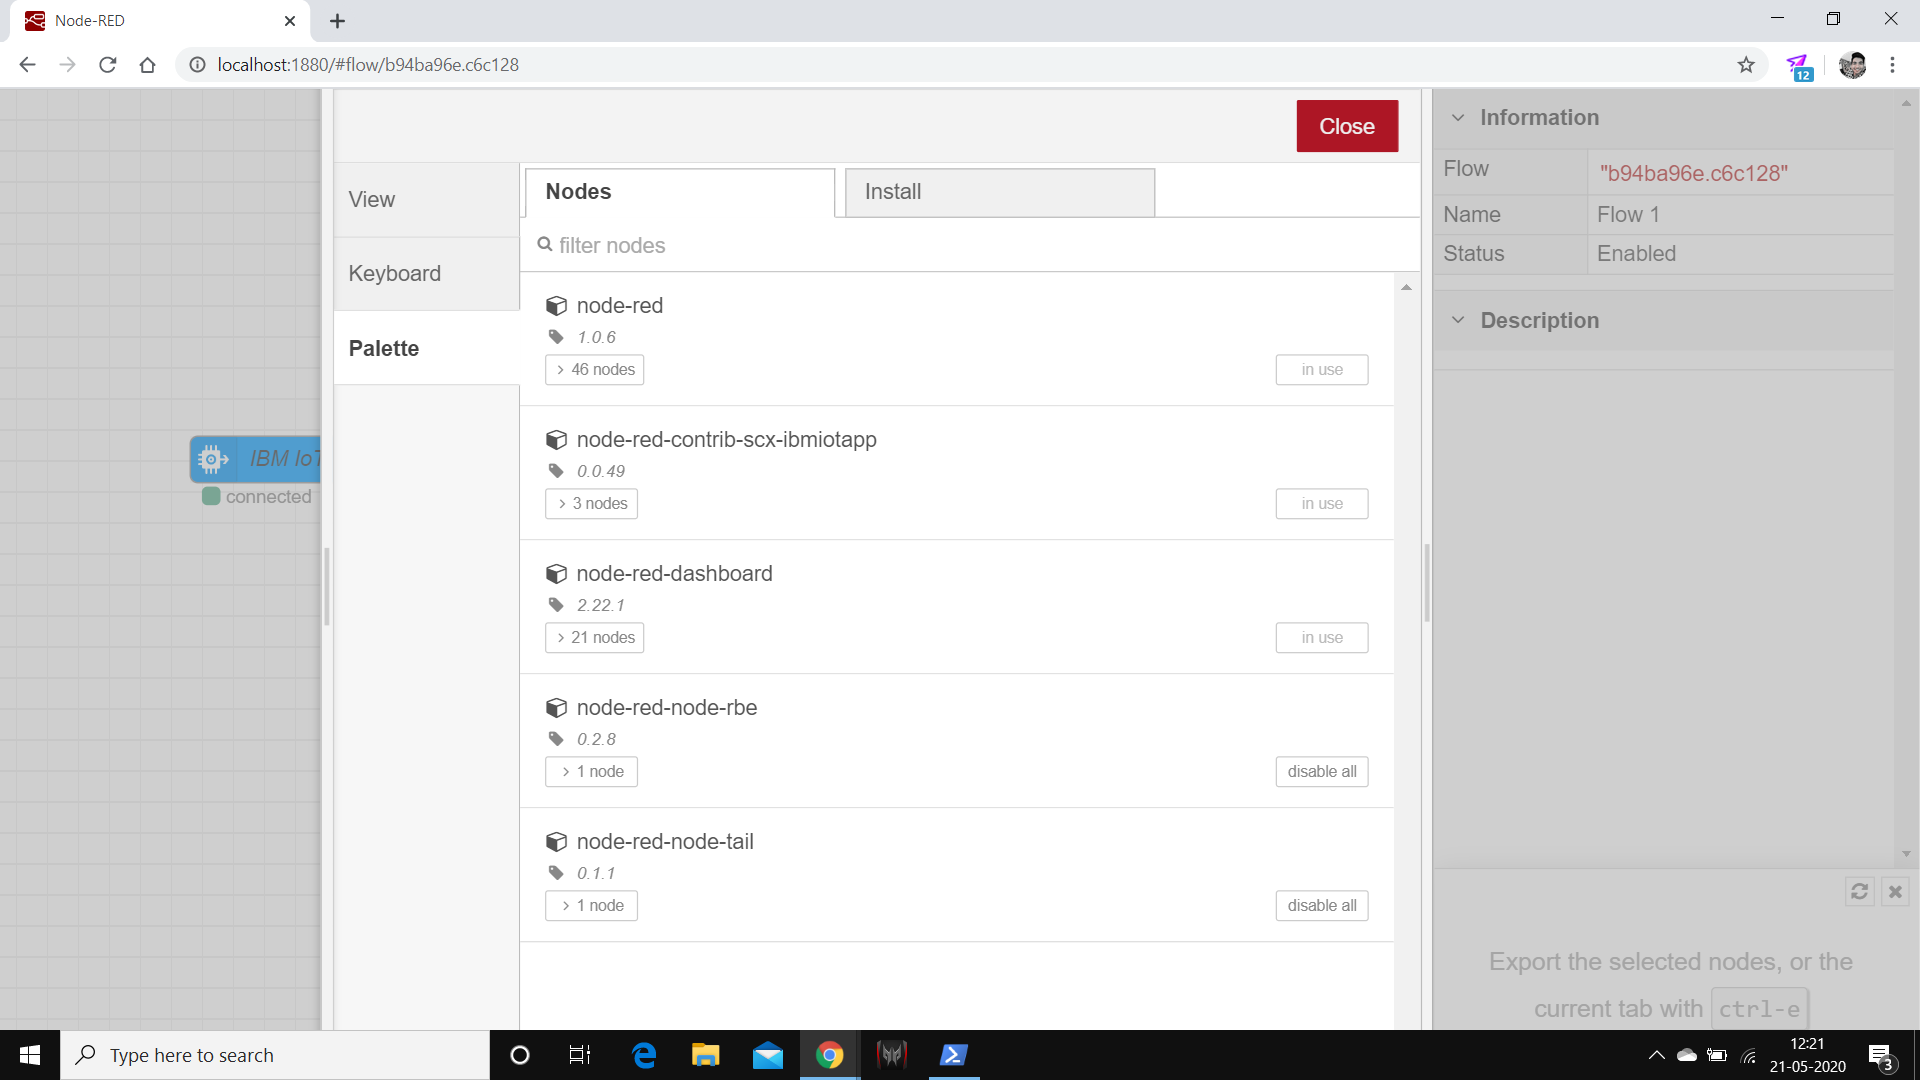 Node-RED
localhost:1880/#flow/b94ba96e.c6c128
12
Close
View
Keyboard
Palette
Nodes
Install
filter nodes
node-red
1.0.6
46 nodes
in use
node-red-contrib-scx-ibmiotapp
0.0.49
3 nodes
in use
node-red-dashboard
2.22.1
21 nodes
in use
node-red-node-rbe
0.2.8
1 node
disable all
node-red-node-tail
0.1.1
1 node
disable all
IBM IoT
connected
Information
Flow "b94ba96e.c6c128"
Name Flow 1
Status Enabled
Description
Export the selected nodes, or the
current tab with ctrl-e
Type here to search
12:21
21-05-2020
3